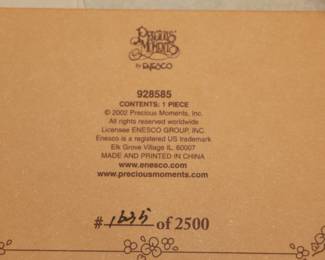 Precious
Moments
by ENESCO
928585
CONTENTS: 1 PIECE
© 2002 Precious Moments, Inc.
All rights reserved worldwide
Licensee ENESCO GROUP, INC.
Enesco is a registered US trademark
Elk Grove Village IL. 60007
MADE AND PRINTED IN CHINA
www.enesco.com
www.preciousmoments.com
# 1635 of 2500